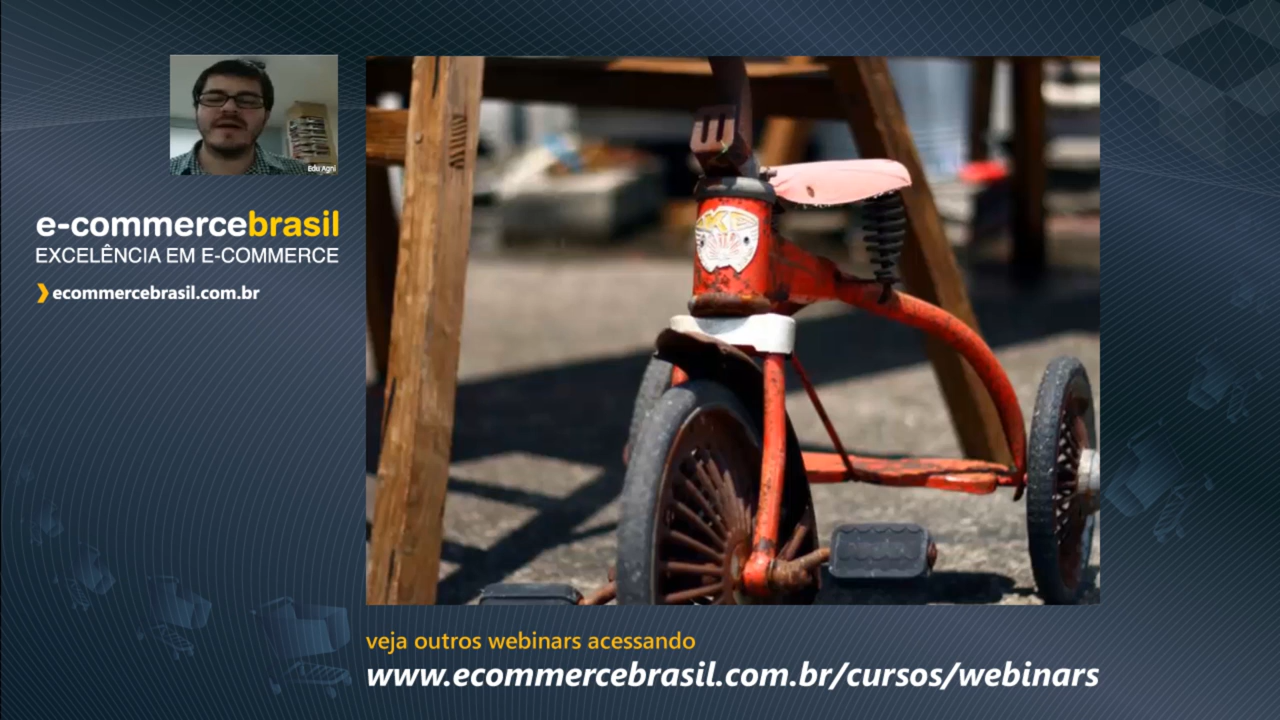 Edu Agni
e-commercebrasil
EXCELÊNCIA EM E-COMMERCE
ecommercebrasil.com.br
veja outros webinars acessando
www.ecommercebrasil.com.br/cursos/webinars